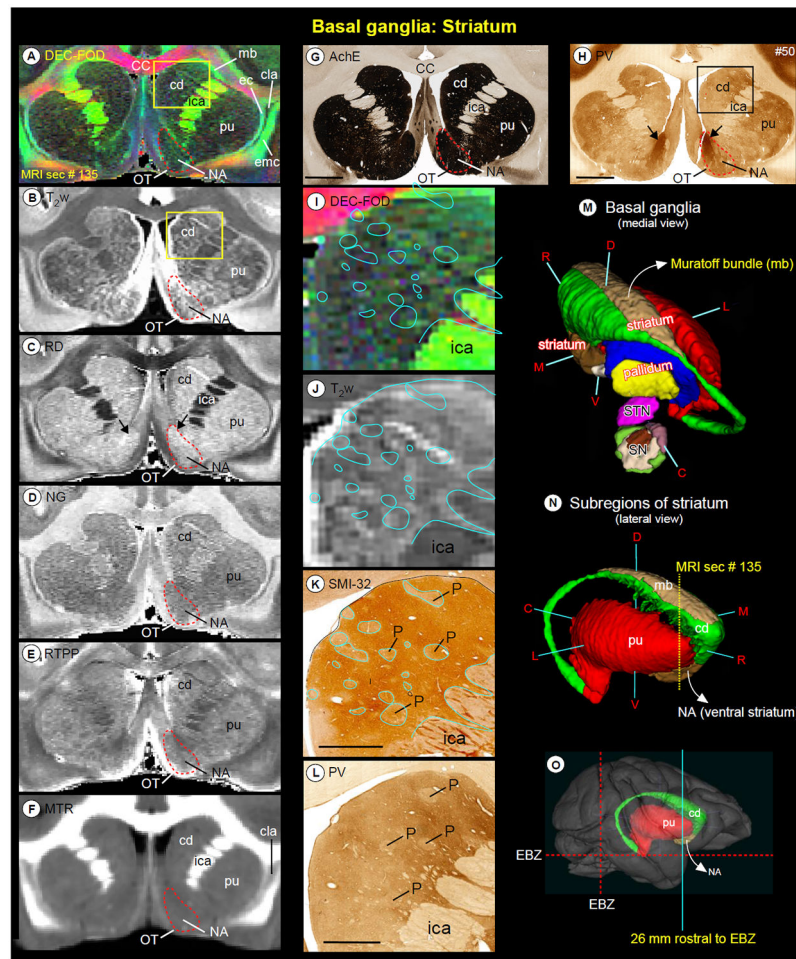 Basal ganglia: Striatum
A DEC-FOD
mb
CC
cd
cla
ec
ica
pu
emc
MRI sec # 135
OT
NA
B T2w
cd
pu
NA
OT
C RD
cd
ica
pu
NA
OT
D NG
cd
pu
NA
OT
E RTPP
cd
pu
NA
OT
F MTR
cd
cla
ica
pu
NA
OT
G AchE
CC
cd
ica
pu
OT
NA
H PV
#50
cd
ica
pu
OT
NA
I DEC-FOD
ica
J T2w
ica
K SMI-32
P
P
P
P
ica
L PV
P
P
P
P
ica
M Basal ganglia
(medial view)
D
R
Muratoff bundle (mb)
L
striatum
striatum
M
pallidum
V
STN
SN
C
N Subregions of striatum
(lateral view)
D
MRI sec # 135
mb
C
M
cd
pu
L
R
V
NA (ventral striatum
O
cd
pu
EBZ
NA
EBZ
26 mm rostral to EBZ